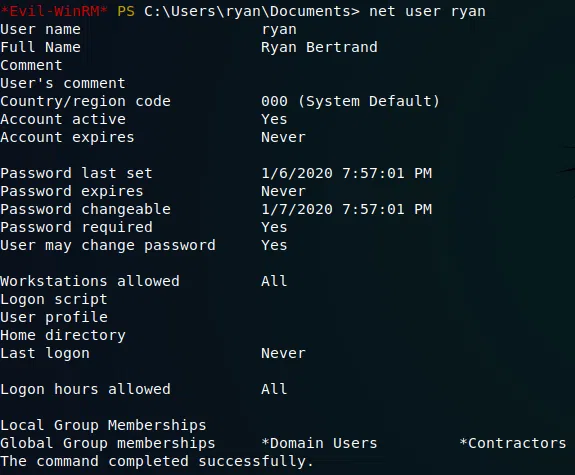 *Evil-WinRM* PS C:\Users\ryan\Documents> net user ryan
User name                    ryan
Full Name                    Ryan Bertrand
Comment
User's comment
Country/region code          000 (System Default)
Account active               Yes
Account expires              Never
Password last set            1/6/2020 7:57:01 PM
Password expires             Never
Password changeable          1/7/2020 7:57:01 PM
Password required            Yes
User may change password     Yes
Workstations allowed         All
Logon script
User profile
Home directory
Last logon                   Never
Logon hours allowed          All
Local Group Memberships
Global Group memberships     *Domain Users         *Contractors
The command completed successfully.